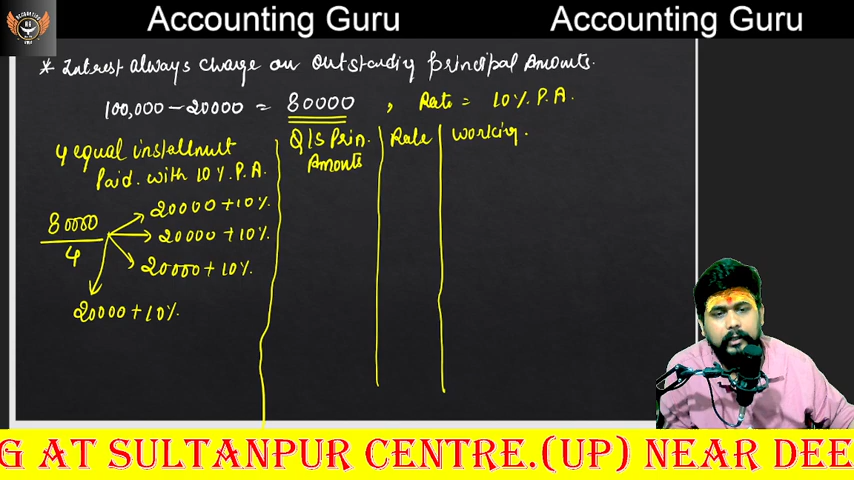 Accounting Guru
Accounting Guru
* Interest always charge on outstanding principal Amounts.
100,000 − 20000 = 80000 , Rate = 10% P.A.
4 equal installmut
Paid with 10% P.A.
80000
4
20000 + 10%
20000 + 10%
20000 + 10%.
20000 + 10%.
O/S Prin.
Amounts
Rate
Working.
G AT SULTANPUR CENTRE.(UP) NEAR DEE